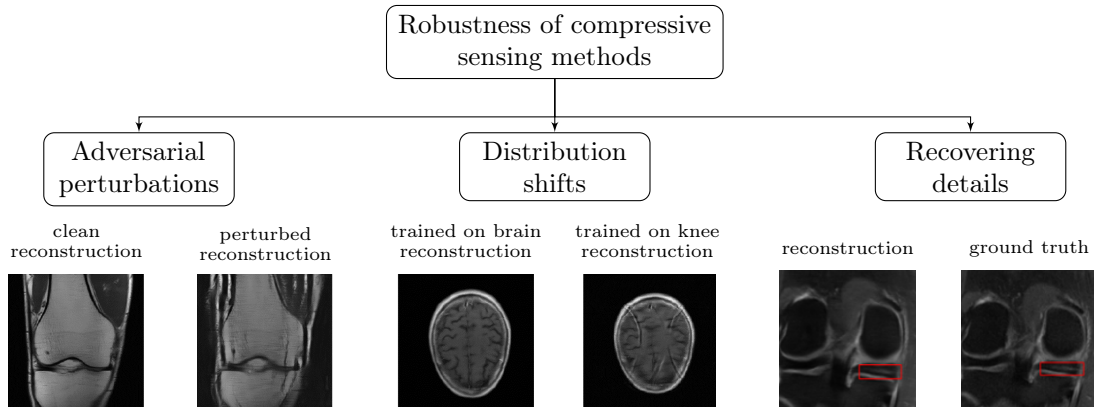 Robustness of compressive
sensing methods
Adversarial
perturbations
Distribution
shifts
Recovering
details
clean
reconstruction
perturbed
reconstruction
trained on brain
reconstruction
trained on knee
reconstruction
reconstruction
ground truth